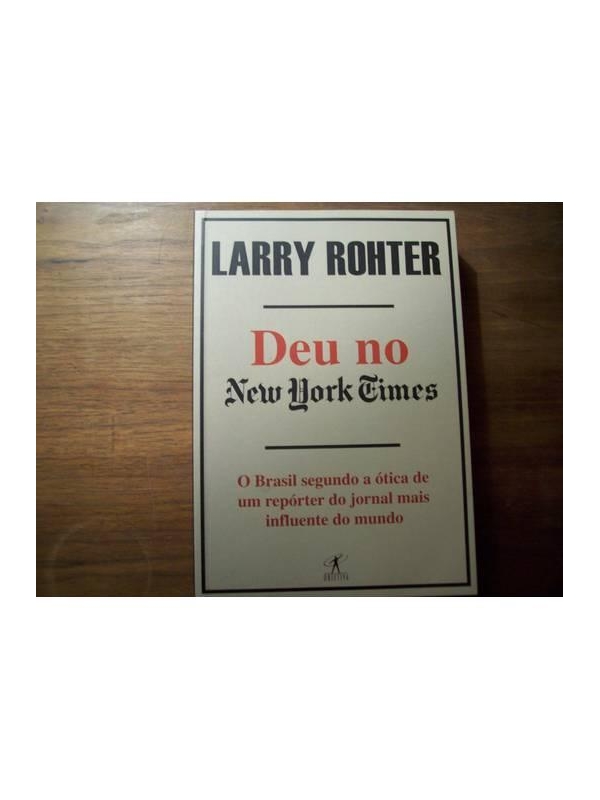 LARRY ROHTER
Deu no
New York Times
O Brasil segundo a ótica de
um repórter do jornal mais
influente do mundo
OBJETIVA